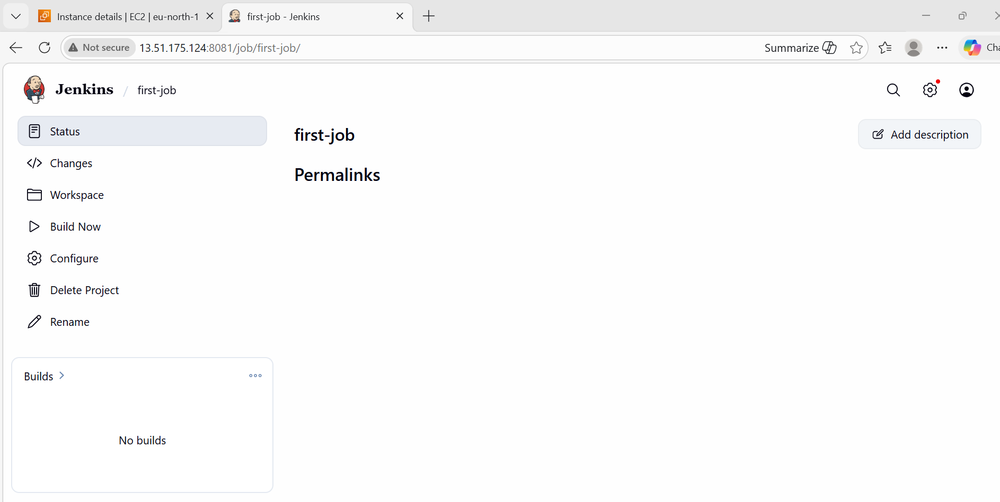 Instance details | EC2 | eu-north-1
first-job - Jenkins
Not secure
13.51.175.124:8081/job/first-job/
Summarize
Jenkins / first-job
Status
Changes
Workspace
Build Now
Configure
Delete Project
Rename
first-job
Add description
Permalinks
Builds
No builds